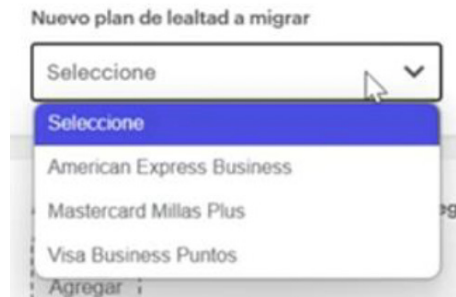 Nuevo plan de lealtad a migrar
Seleccione
Seleccione
American Express Business
Mastercard Millas Plus
Visa Business Puntos
Agregar